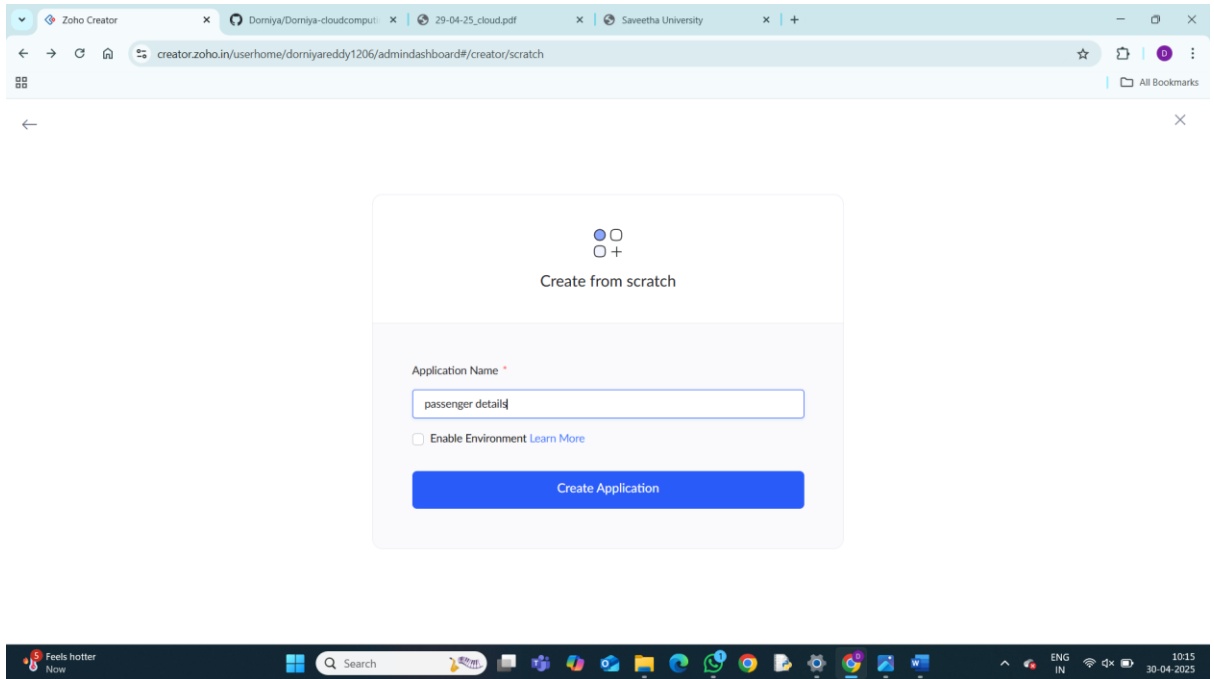 Zoho Creator
Dorniya/Dorniya-cloudcomputi
29-04-25_cloud.pdf
Saveetha University
creator.zoho.in/userhome/dorniyareddy1206/admindashboard#/creator/scratch
D
All Bookmarks
Create from scratch
Application Name *
passenger details
Enable Environment Learn More
Create Application
5
Feels hotter
Now
Search
ENG
IN
10:15
30-04-2025